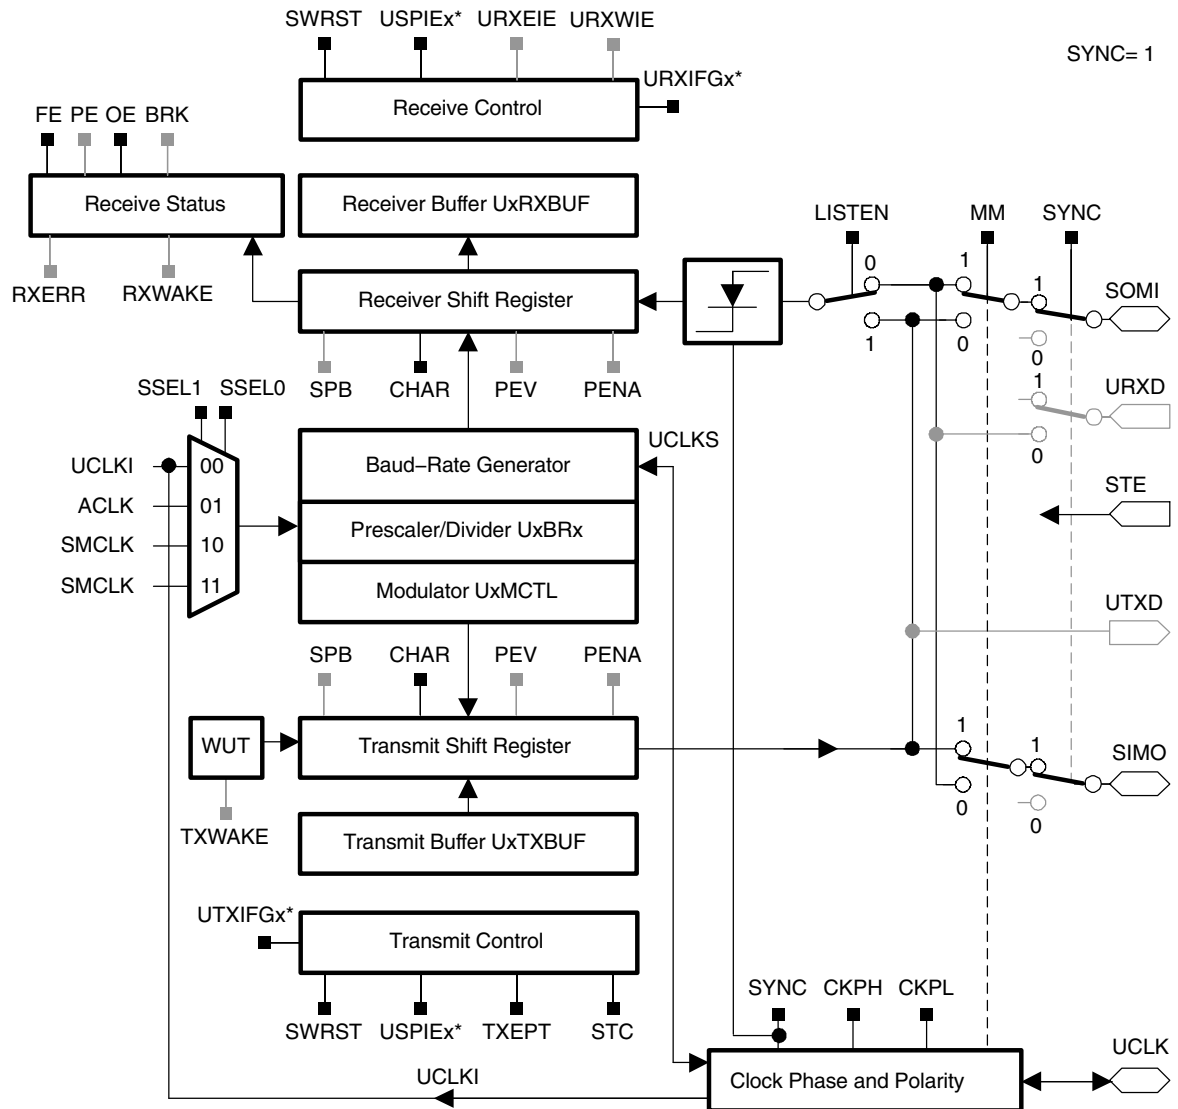 SWRST USPIEx* URXEIE URXWIE
SYNC= 1
URXIFGx*
Receive Control
FE PE OE BRK
Receive Status
Receiver Buffer UxRXBUF
LISTEN MM SYNC
RXERR RXWAKE
Receiver Shift Register
0 1 1 SOMI
1 0 0
SPB CHAR PEV PENA
SSEL1 SSEL0
1 URXD
0
UCLKS
UCLKI 00
ACLK 01
SMCLK 10
SMCLK 11
Baud–Rate Generator
Prescaler/Divider UxBRx
Modulator UxMCTL
STE
UTXD
SPB CHAR PEV PENA
WUT
Transmit Shift Register
1 1 SIMO
0 0
TXWAKE
Transmit Buffer UxTXBUF
UTXIFGx*
Transmit Control
SWRST USPIEx* TXEPT STC
SYNC CKPH CKPL
UCLK
UCLKI
Clock Phase and Polarity